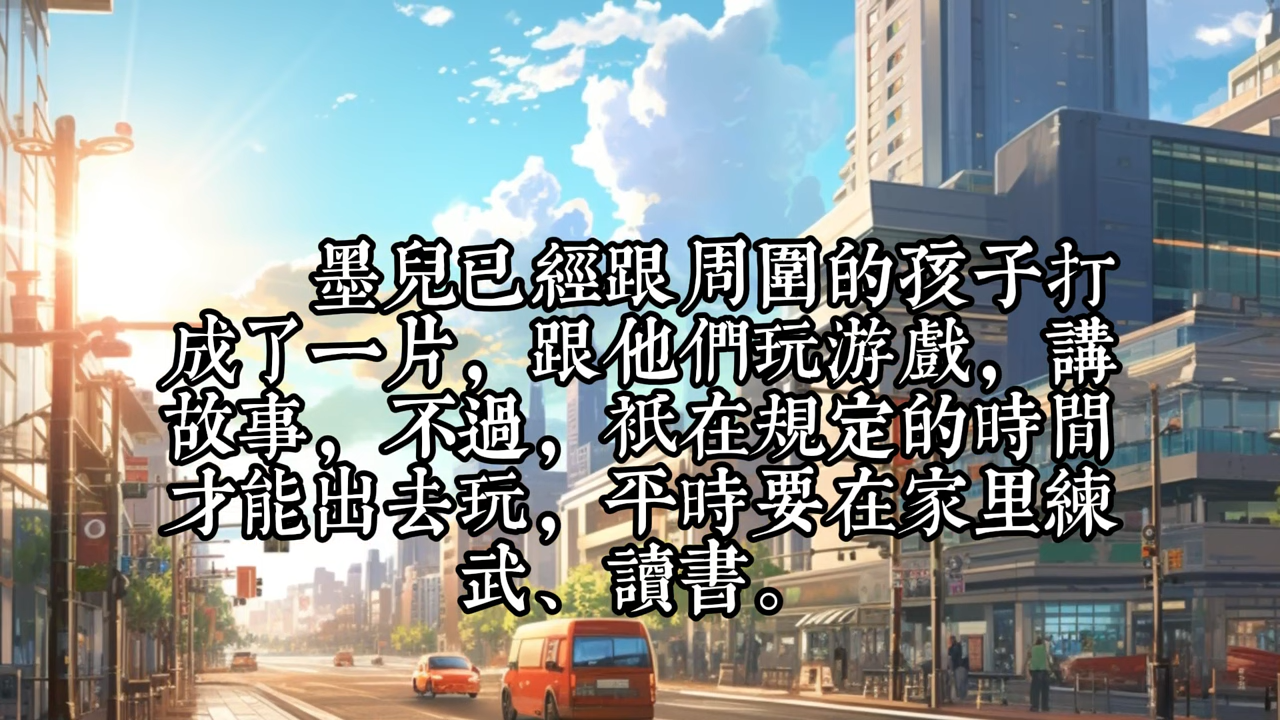 墨兒已經跟周圍的孩子打
成了一片，跟他們玩游戲，講
故事，不過，衹在規定的時間
才能出去玩，平時要在家里練
武、讀書。